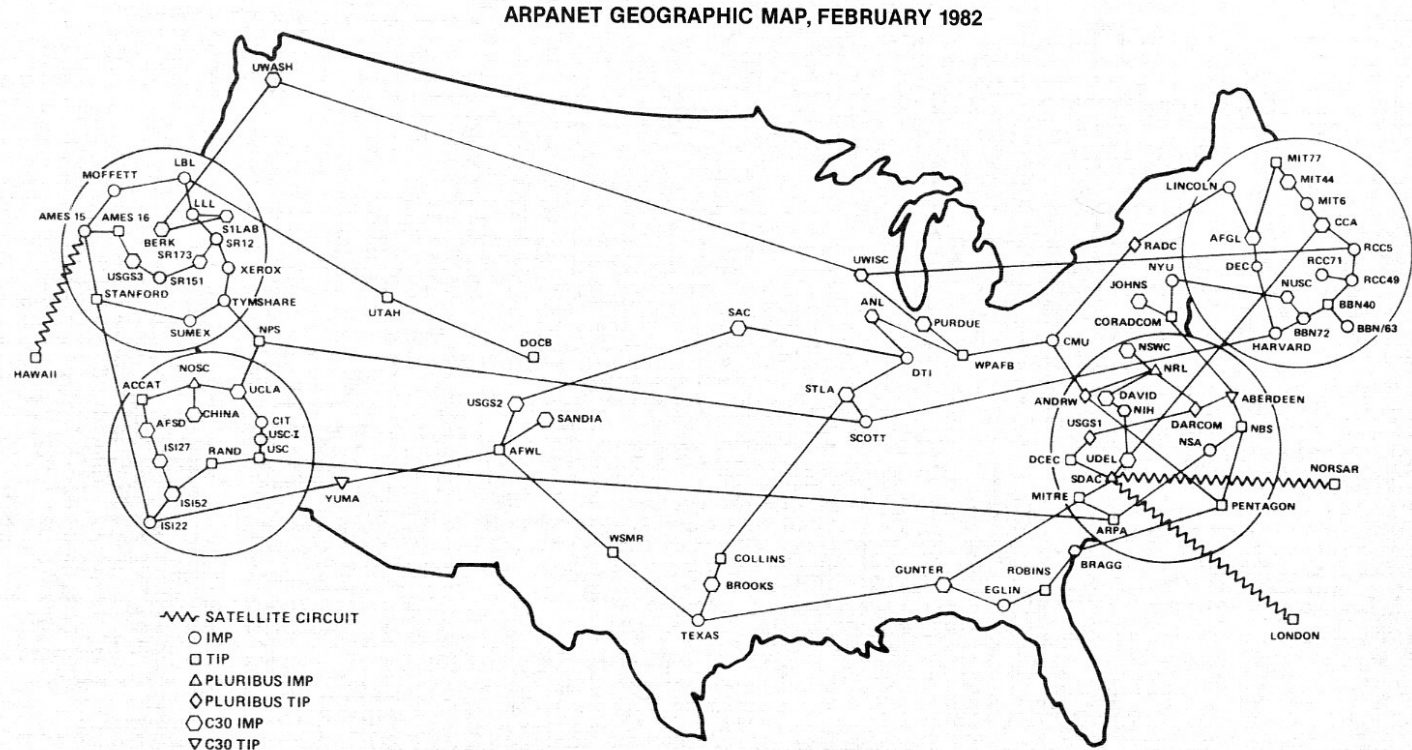 ARPANET GEOGRAPHIC MAP, FEBRUARY 1982
UWASH
LBL
MOFFETT
LLL
AMES 15
AMES 16
S1LAB
BERK
SR12
SR173
XEROX
USGS3
SR151
STANFORD
TYMSHARE
SUMEX
NPS
HAWAII
UTAH
DOCB
NOSC
ACCAT
UCLA
CHINA
AFSD
CIT
USC-I
ISI27
RAND
USC
ISI52
ISI22
YUMA
USGS2
SANDIA
AFWL
SAC
WSMR
COLLINS
BROOKS
TEXAS
STLA
SCOTT
DTI
UWISC
ANL
PURDUE
WPAFB
CMU
GUNTER
EGLIN
ROBINS
BRAGG
MIT77
LINCOLN
MIT44
MIT6
CCA
RADC
AFGL
RCC5
NYU
DEC
RCC71
RCC49
JOHNS
NUSC
BBN40
CORADCOM
BBN72
BBN/63
HARVARD
NSWC
NRL
ANDRW
DAVID
ABERDEEN
NIH
DARCOM
USGS1
NBS
NSA
DCEC
UDEL
SDAC
NORSAR
MITRE
PENTAGON
ARPA
LONDON
SATELLITE CIRCUIT
IMP
TIP
PLURIBUS IMP
PLURIBUS TIP
C30 IMP
C30 TIP